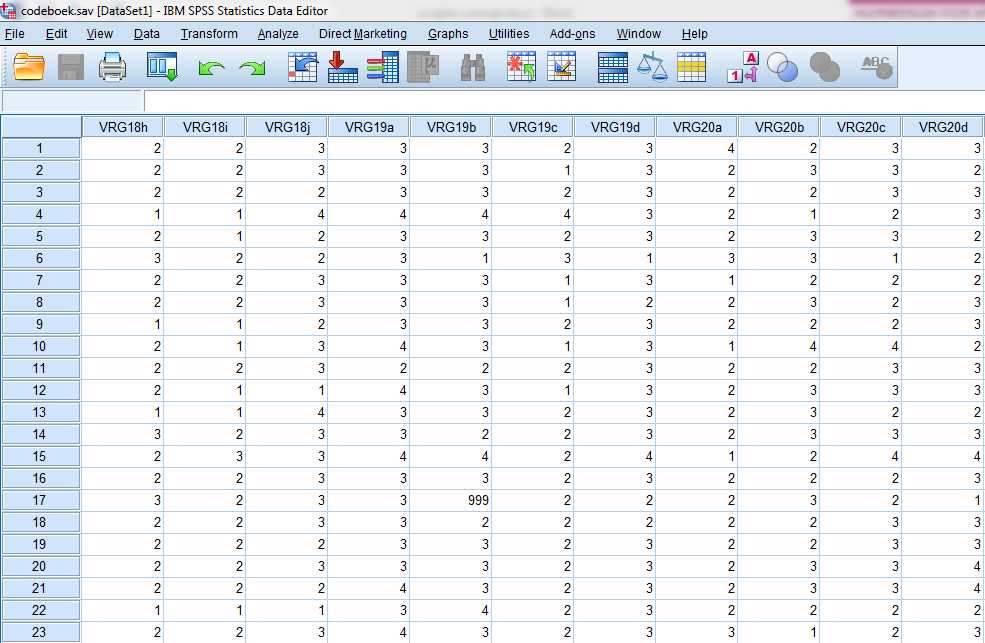 codeboek.sav [DataSet1] - IBM SPSS Statistics Data Editor
File Edit View Data Transform Analyze Direct Marketing Graphs Utilities Add-ons Window Help
A
1
ABC
VRG18h VRG18i VRG18j VRG19a VRG19b VRG19c VRG19d VRG20a VRG20b VRG20c VRG20d
1 2 2 3 3 3 2 3 4 2 3 3
2 2 2 3 3 3 1 3 2 3 3 2
3 2 2 2 3 3 2 3 2 2 3 3
4 1 1 4 4 4 4 3 2 1 2 3
5 2 1 2 3 3 2 3 2 3 3 2
6 3 2 2 3 1 3 1 3 3 1 2
7 2 2 3 3 3 1 3 1 2 2 2
8 2 2 3 3 3 1 2 2 3 2 3
9 1 1 2 3 3 2 3 2 2 2 3
10 2 1 3 4 3 1 3 1 4 4 2
11 2 2 3 2 2 2 3 2 2 3 3
12 2 1 1 4 3 1 3 2 3 3 3
13 1 1 4 3 3 2 3 2 3 2 2
14 3 2 3 3 2 2 3 2 3 3 3
15 2 3 3 4 4 2 4 1 2 4 4
16 2 2 3 3 3 2 3 2 2 2 3
17 3 2 3 3 999 2 2 2 3 2 1
18 2 2 3 3 2 2 2 2 2 3 3
19 2 2 2 3 3 2 3 2 2 3 3
20 2 2 3 3 3 2 3 2 3 3 4
21 2 2 2 4 3 2 3 2 3 3 4
22 1 1 1 3 4 2 3 2 2 2 2
23 2 2 3 4 3 2 3 3 1 2 3